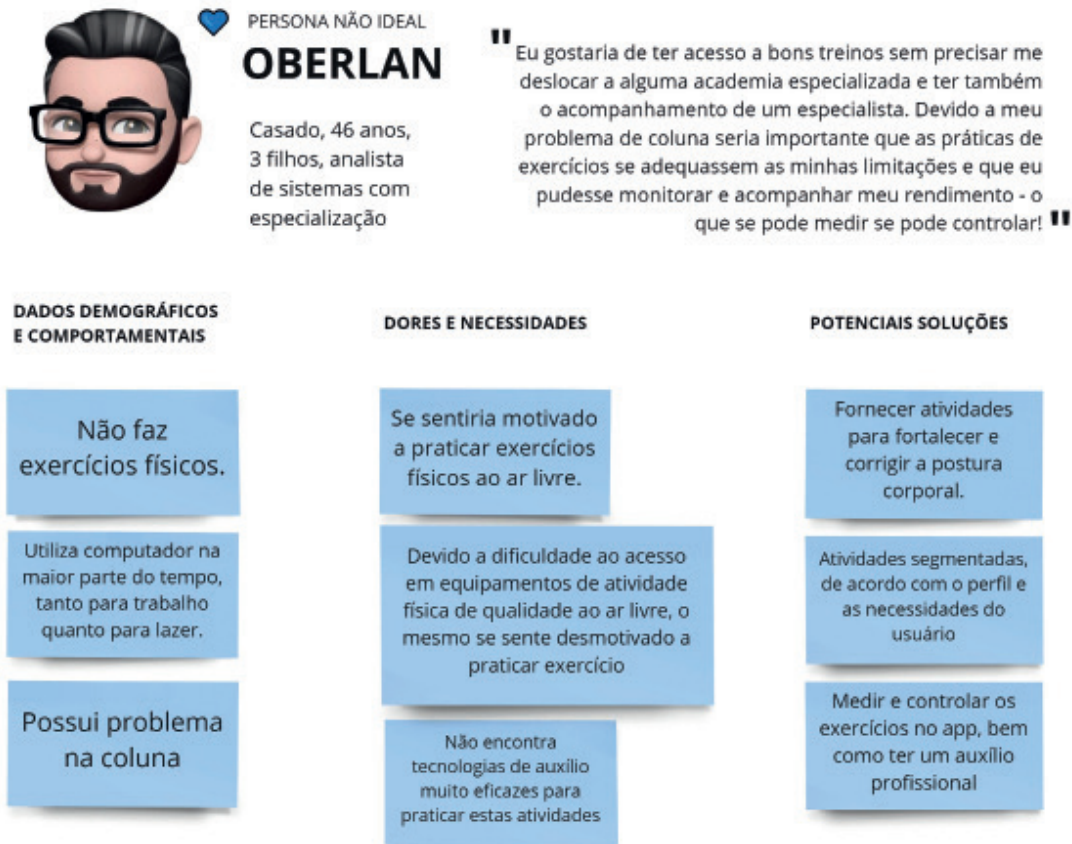 PERSONA NÃO IDEAL
OBERLAN
Casado, 46 anos,
3 filhos, analista
de sistemas com
especialização
"Eu gostaria de ter acesso a bons treinos sem precisar me
deslocar a alguma academia especializada e ter também
o acompanhamento de um especialista. Devido a meu
problema de coluna seria importante que as práticas de
exercícios se adequassem as minhas limitações e que eu
pudesse monitorar e acompanhar meu rendimento - o
que se pode medir se pode controlar!"
DADOS DEMOGRÁFICOS
E COMPORTAMENTAIS
Não faz
exercícios físicos.
Utiliza computador na
maior parte do tempo,
tanto para trabalho
quanto para lazer.
Possui problema
na coluna
DORES E NECESSIDADES
Se sentiria motivado
a praticar exercícios
físicos ao ar livre.
Devido a dificuldade ao acesso
em equipamentos de atividade
física de qualidade ao ar livre, o
mesmo se sente desmotivado a
praticar exercício
Não encontra
tecnologias de auxílio
muito eficazes para
praticar estas atividades
POTENCIAIS SOLUÇÕES
Fornecer atividades
para fortalecer e
corrigir a postura
corporal.
Atividades segmentadas,
de acordo com o perfil e
as necessidades do
usuário
Medir e controlar os
exercícios no app, bem
como ter um auxílio
profissional